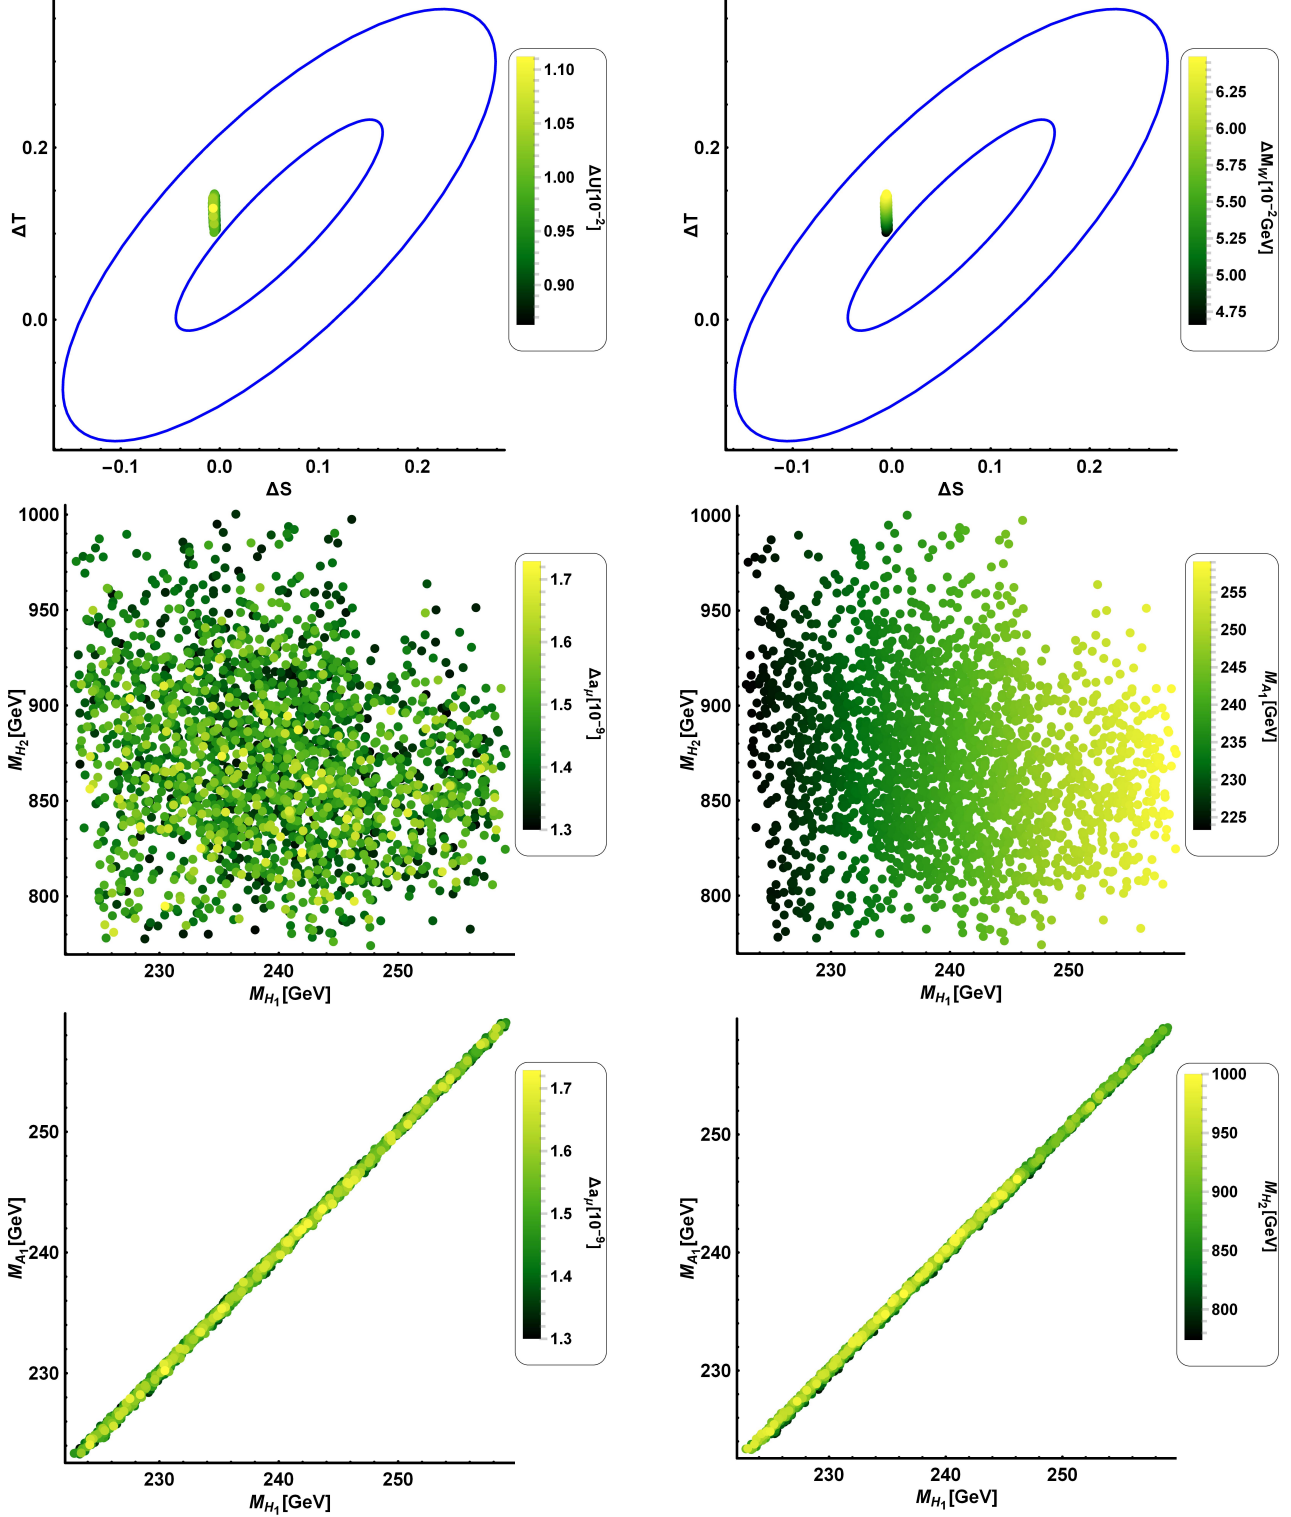 0.2
0.0
ΔT
−0.1 0.0 0.1 0.2
ΔS
1.10
1.05
1.00
0.95
0.90
ΔU[10⁻²]
0.2
0.0
ΔT
−0.1 0.0 0.1 0.2
ΔS
6.25
6.00
5.75
5.50
5.25
5.00
4.75
ΔM_W[10⁻²GeV]
1000
950
900
850
800
M_H₂[GeV]
230 240 250
M_H₁[GeV]
1.7
1.6
1.5
1.4
1.3
Δa_μ[10⁻⁹]
1000
950
900
850
800
M_H₂[GeV]
230 240 250
M_H₁[GeV]
255
250
245
240
235
230
225
M_A₁[GeV]
250
240
230
M_A₁[GeV]
230 240 250
M_H₁[GeV]
1.7
1.6
1.5
1.4
1.3
Δa_μ[10⁻⁹]
250
240
230
M_A₁[GeV]
230 240 250
M_H₁[GeV]
1000
950
900
850
800
M_H₂[GeV]